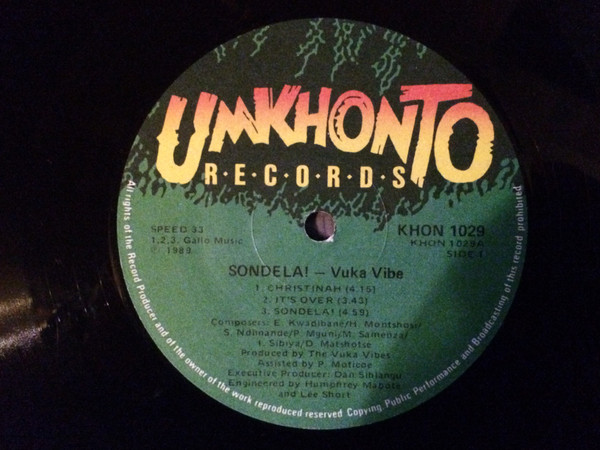 UMKHONTO
R·E·C·O·R·D·S
SPEED 33
1,2,3, Gallo Music
℗ 1989
KHON 1029
KHON 1029A
SIDE 1
SONDELA! – Vuka Vibe
1. CHRISTINAH (4.15)
2. IT'S OVER (3.43)
3. SONDELA! (4.59)
Composers: E. Kwadibane/H. Montshosi/
S. Ndhnande/P. Mguni/M. Samenza/
I. Sibiya/D. Matshotse
Produced by The Vuka Vibes
Assisted by P. Moticoe
Executive Producer: Dan Sihlangu
Engineered by Humphrey Mabota
and Lee Short
All rights of the Record Producer and of the owner of the work reproduced reserved. Copying, Public Performance and Broadcasting of this record prohibited